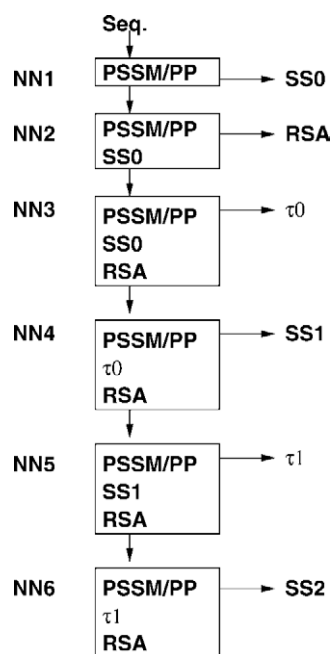 Seq.
NN1 PSSM/PP SS0
NN2 PSSM/PP RSA
SS0
NN3 PSSM/PP τ0
SS0
RSA
NN4 PSSM/PP SS1
τ0
RSA
NN5 PSSM/PP τ1
SS1
RSA
NN6 PSSM/PP SS2
τ1
RSA